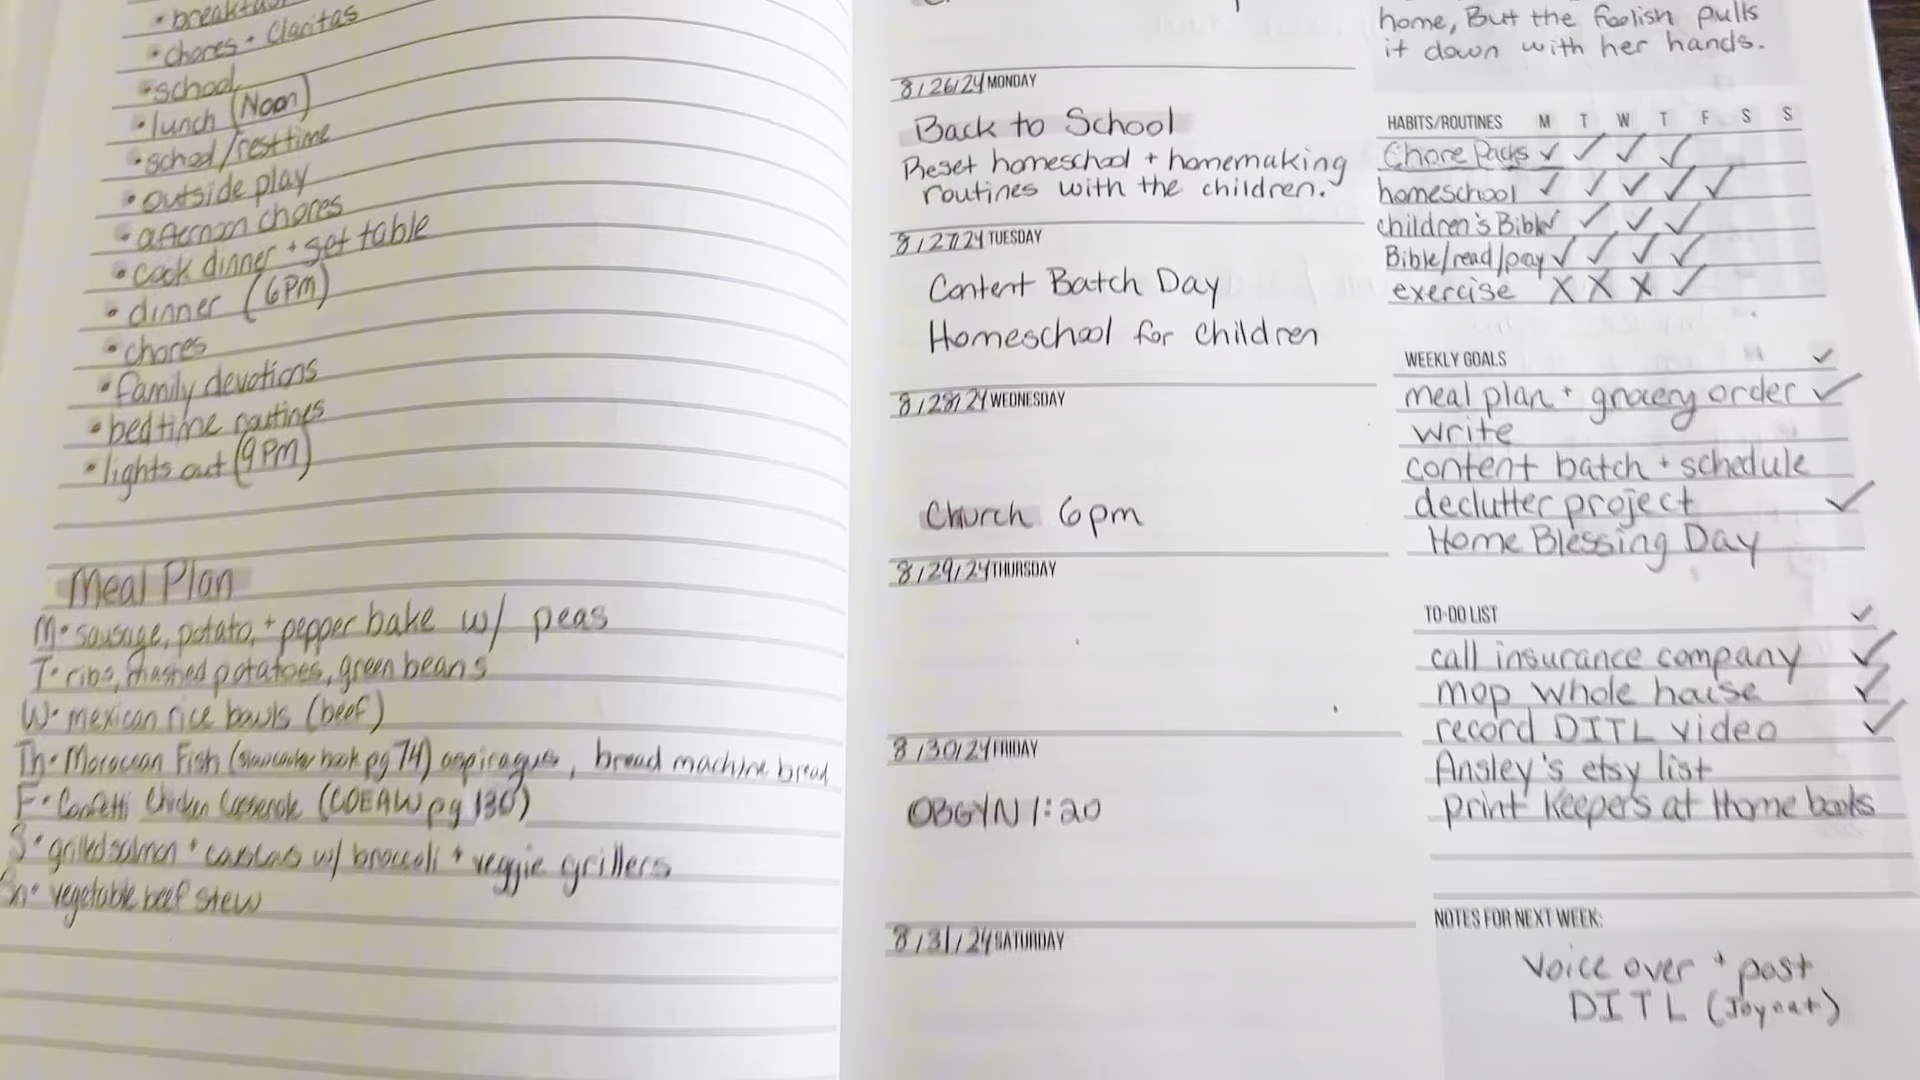 • breakfast
• chores + Claritas
• school
• lunch (Noon)
• school/rest time
• outside play
• afternoon chores
• cook dinner + set table
• dinner (6PM)
• chores
• family devotions
• bedtime routines
• lights out (9PM)
Meal Plan
M• sausage, potato, + pepper bake w/ peas
T• ribs, mashed potatoes, green beans
W• mexican rice bowls (beef)
Th• Moroccan Fish (slowcooker book pg 74) aspiragus, bread machine bread
F• Confetti Chicken Casserole (COEAW pg 130)
S• grilled salmon + w/ broccoli + veggie grillers
Sn• vegetable beef stew
8/26/24 MONDAY
Back to School
Reset homeschool + homemaking
routines with the children.
8/27/24 TUESDAY
Content Batch Day
Homeschool for children
8/28/24 WEDNESDAY
Church 6pm
8/29/24 THURSDAY
8/30/24 FRIDAY
OBGYN 1:20
8/31/24 SATURDAY
home, But the foolish pulls
it down with her hands.
HABITS/ROUTINES M T W T F S S
Chore Packs ✓ ✓ ✓ ✓
homeschool ✓ ✓ ✓ ✓ ✓
children's Bible ✓ ✓ ✓ ✓
Bible/read/pray ✓ ✓ ✓ ✓
exercise X X X ✓
WEEKLY GOALS ✓
meal plan + grocery order ✓
write
content batch + schedule
declutter project ✓
Home Blessing Day
TO-DO LIST ✓
call insurance company ✓
mop whole house ✓
record DITL video ✓
Ansley's etsy list
print Keepers at Home books
NOTES FOR NEXT WEEK:
Voice over + post
DITL